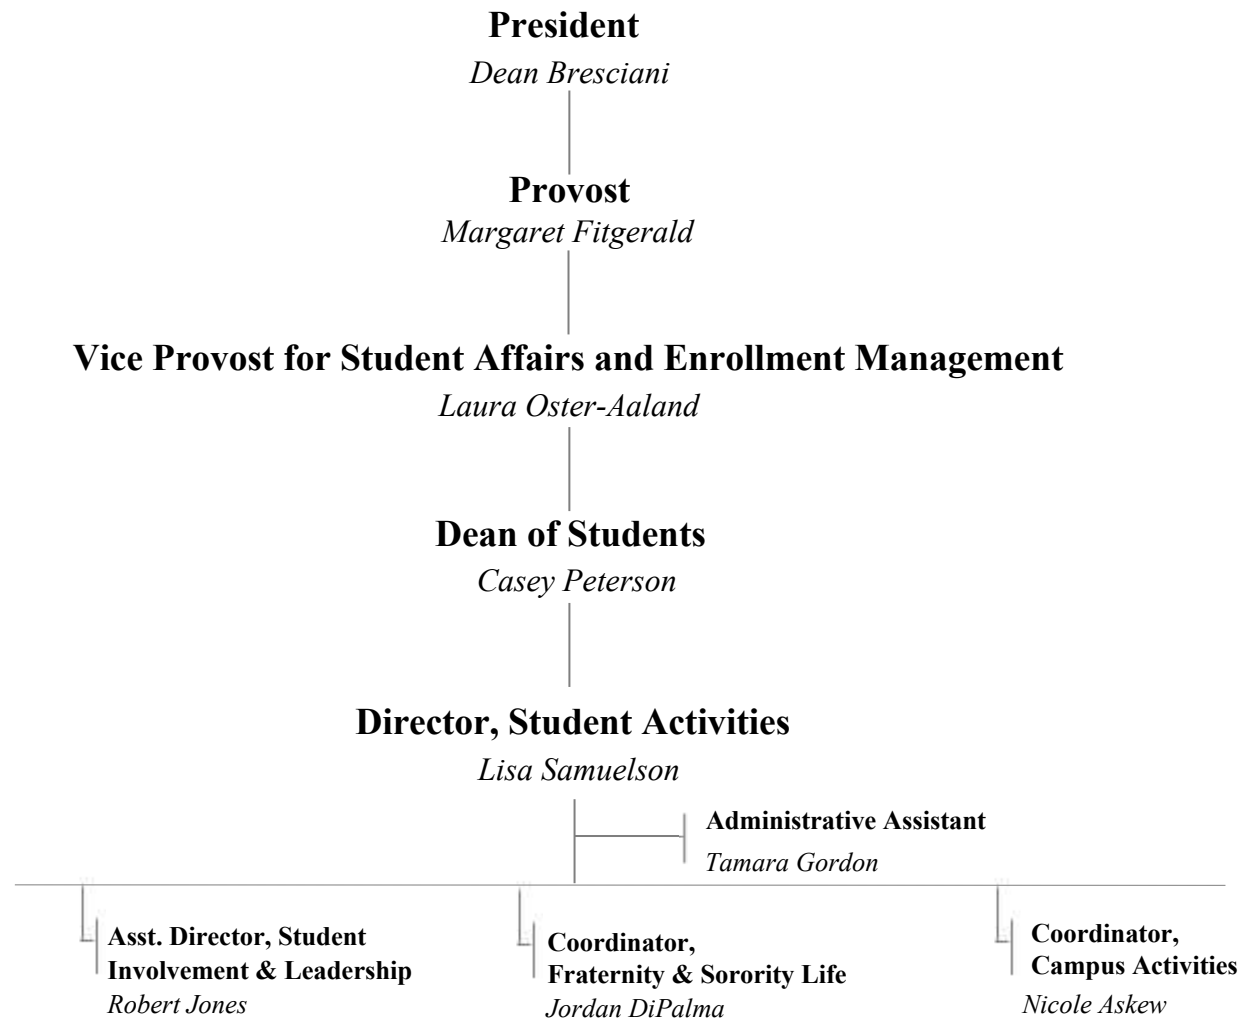 President
Dean Bresciani
Provost
Margaret Fitgerald
Vice Provost for Student Affairs and Enrollment Management
Laura Oster-Aaland
Dean of Students
Casey Peterson
Director, Student Activities
Lisa Samuelson
Administrative Assistant
Tamara Gordon
Asst. Director, Student
Involvement & Leadership
Robert Jones
Coordinator,
Fraternity & Sorority Life
Jordan DiPalma
Coordinator,
Campus Activities
Nicole Askew